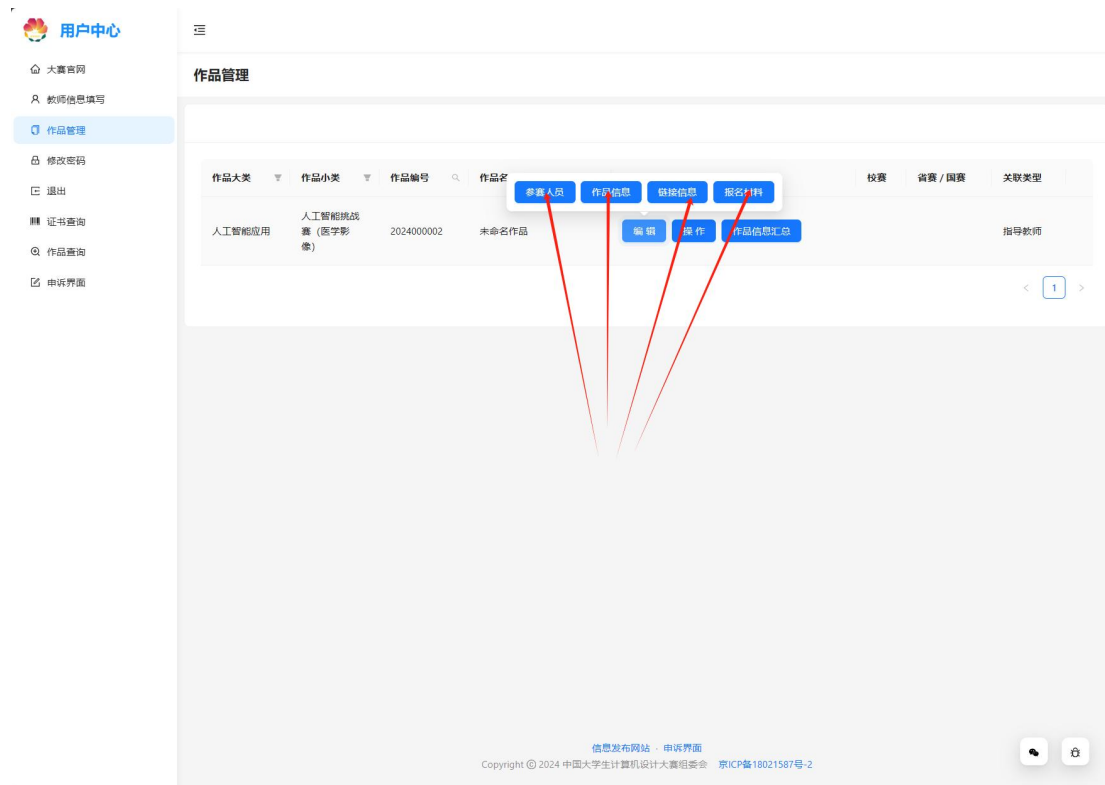 用户中心
大赛官网
教师信息填写
作品管理
修改密码
退出
证书查询
作品查询
申诉界面
作品管理
作品大类 作品小类 作品编号 作品名 校赛 省赛 / 国赛 关联类型
参赛人员 作品信息 链接信息 报名材料
人工智能应用 人工智能挑战赛(医学影像) 2024000002 未命名作品 编 辑 操 作 作品信息汇总 指导教师
< 1 >
信息发布网站 · 申诉界面
Copyright © 2024 中国大学生计算机设计大赛组委会 京ICP备18021587号-2